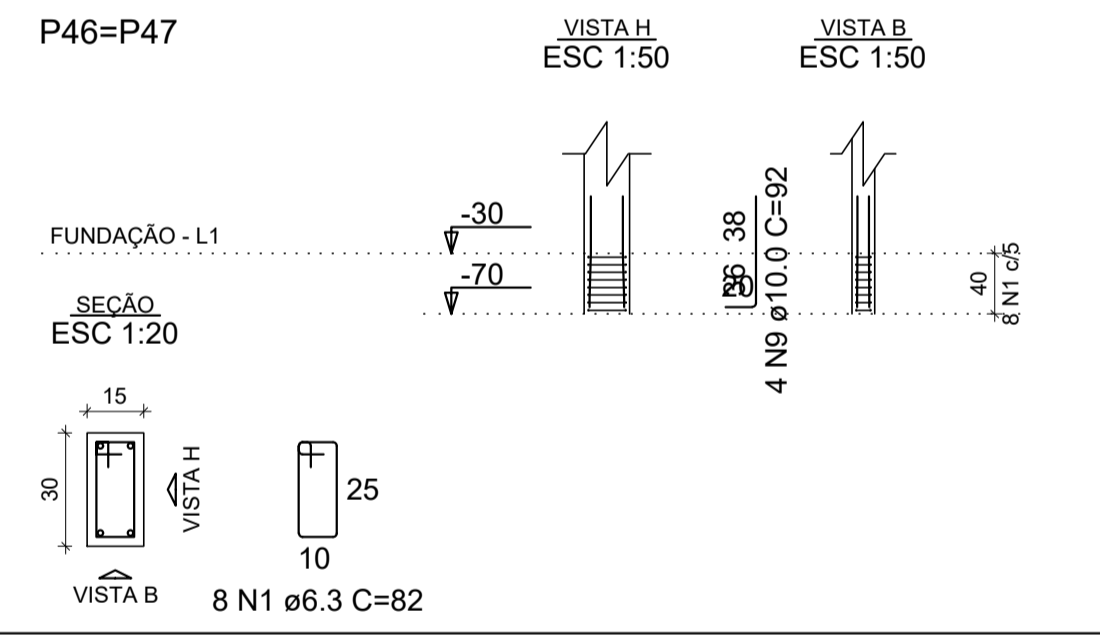 P46=P47
VISTA H
ESC 1:50
VISTA B
ESC 1:50
FUNDAÇÃO - L1
-30
-70
38
20
4 N9 ø10.0 C=92
40
8 N1 c/5
SEÇÃO
ESC 1:20
15
30
VISTA H
VISTA B
25
10
8 N1 ø6.3 C=82